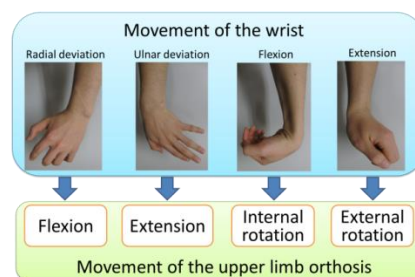 Movement of the wrist
Radial deviation Ulnar deviation Flexion Extension
Flexion Extension Internal rotation External rotation
Movement of the upper limb orthosis